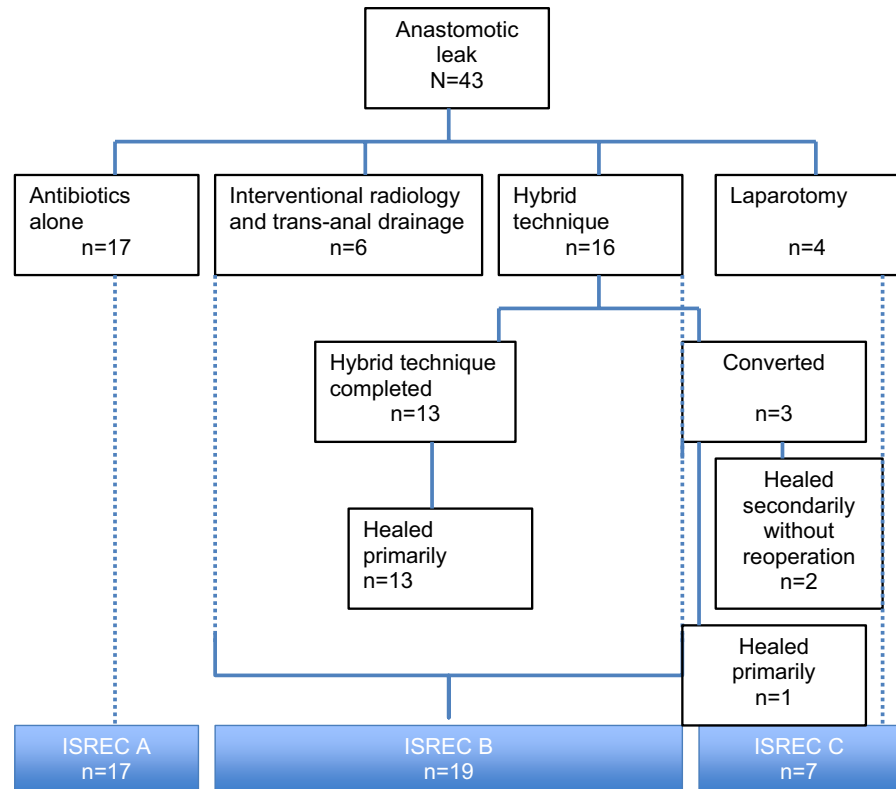 Anastomotic
leak
N=43
Antibiotics
alone
n=17
Interventional radiology
and trans-anal drainage
n=6
Hybrid
technique
n=16
Laparotomy
n=4
Hybrid technique
completed
n=13
Converted
n=3
Healed
primarily
n=13
Healed
secondarily
without
reoperation
n=2
Healed
primarily
n=1
ISREC A
n=17
ISREC B
n=19
ISREC C
n=7